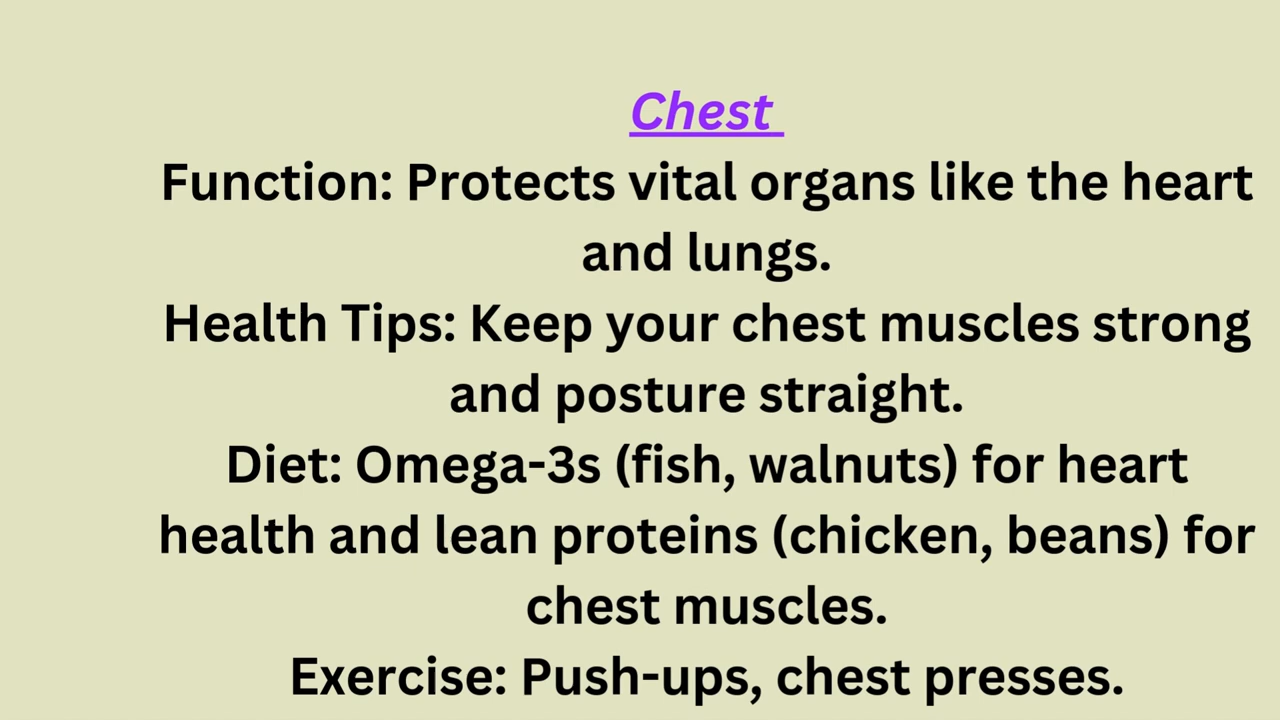 Chest
Function: Protects vital organs like the heart
and lungs.
Health Tips: Keep your chest muscles strong
and posture straight.
Diet: Omega-3s (fish, walnuts) for heart
health and lean proteins (chicken, beans) for
chest muscles.
Exercise: Push-ups, chest presses.